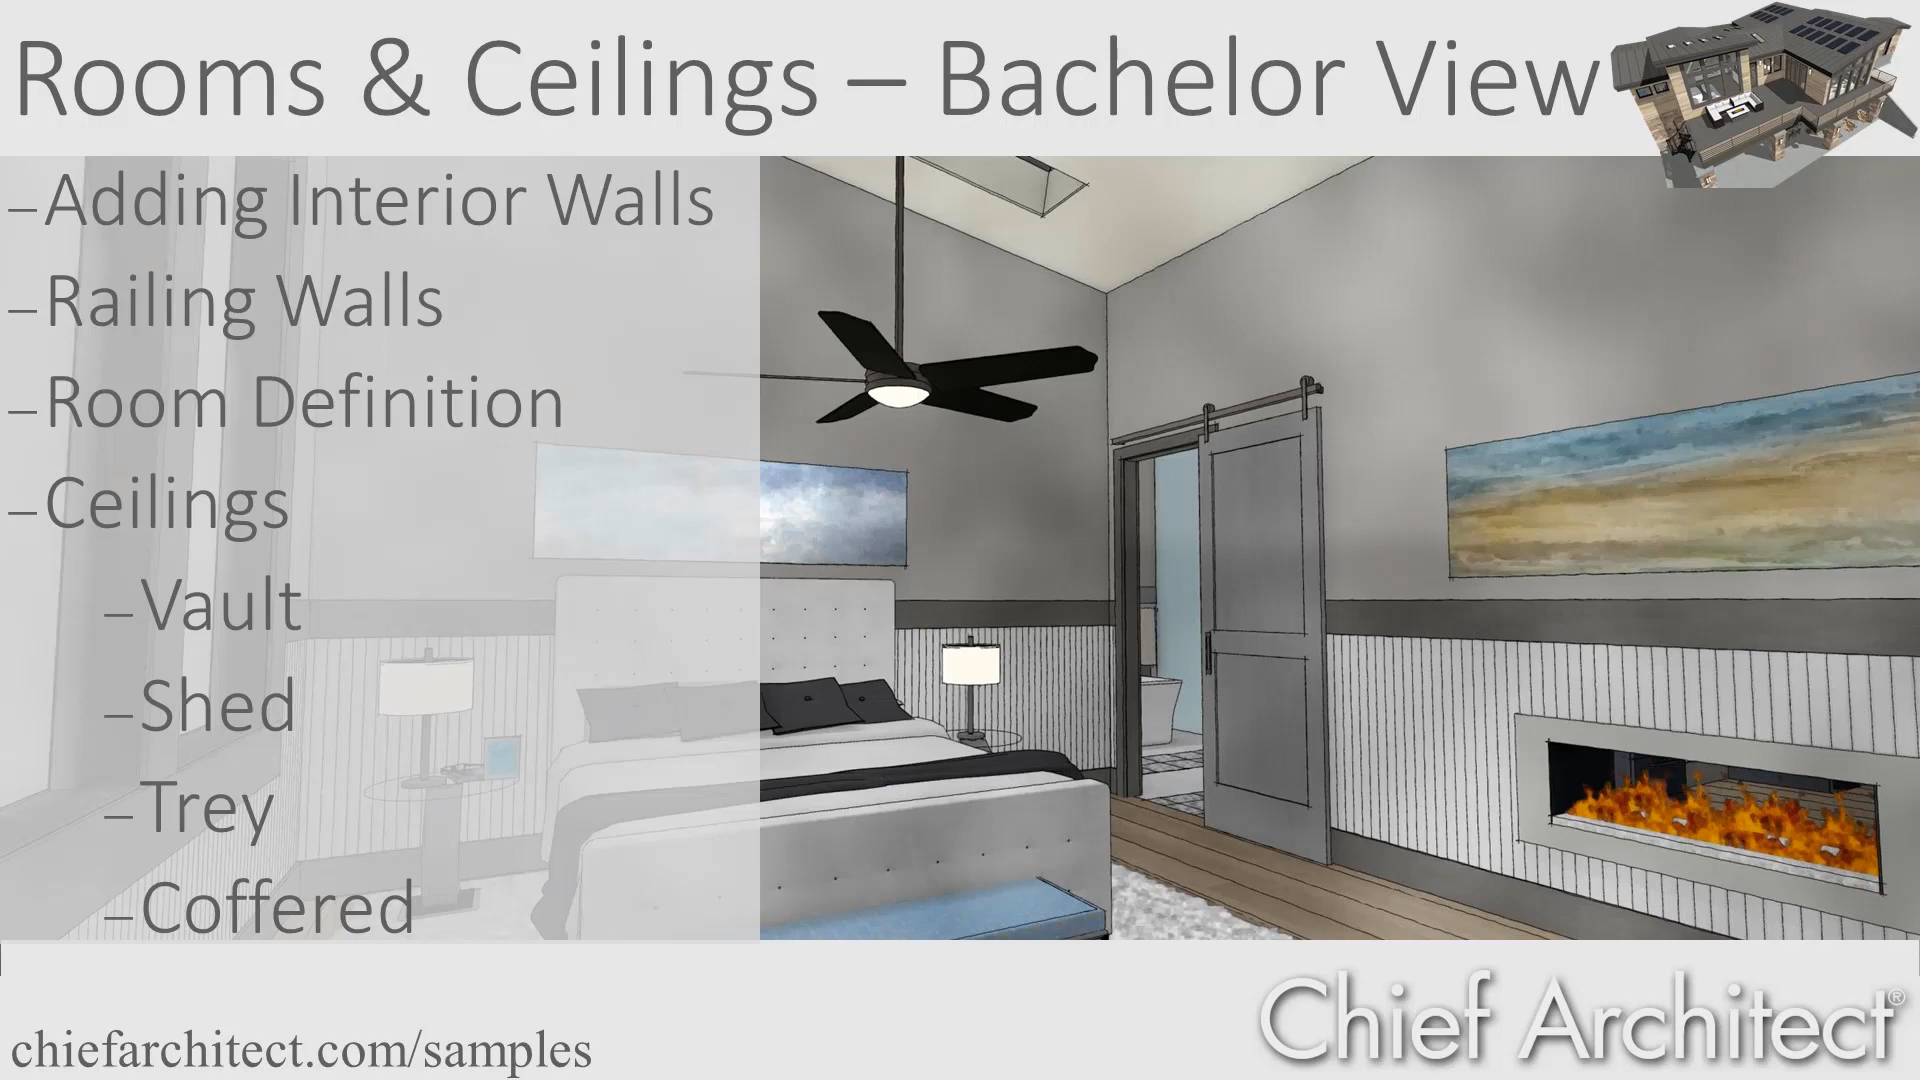 Rooms & Ceilings – Bachelor View
–Adding Interior Walls
–Railing Walls
–Room Definition
–Ceilings
–Vault
–Shed
–Trey
–Coffered
chiefarchitect.com/samples
Chief Architect®